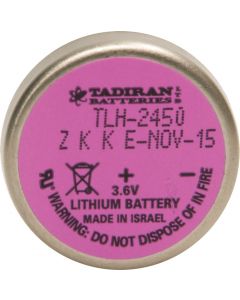 TADIRAN
BATTERIES
LTD
TLH-2450
Z K K E-NOV-15
+ -
3.6V
LITHIUM BATTERY
MADE IN ISRAEL
WARNING: DO NOT DISPOSE OF IN FIRE